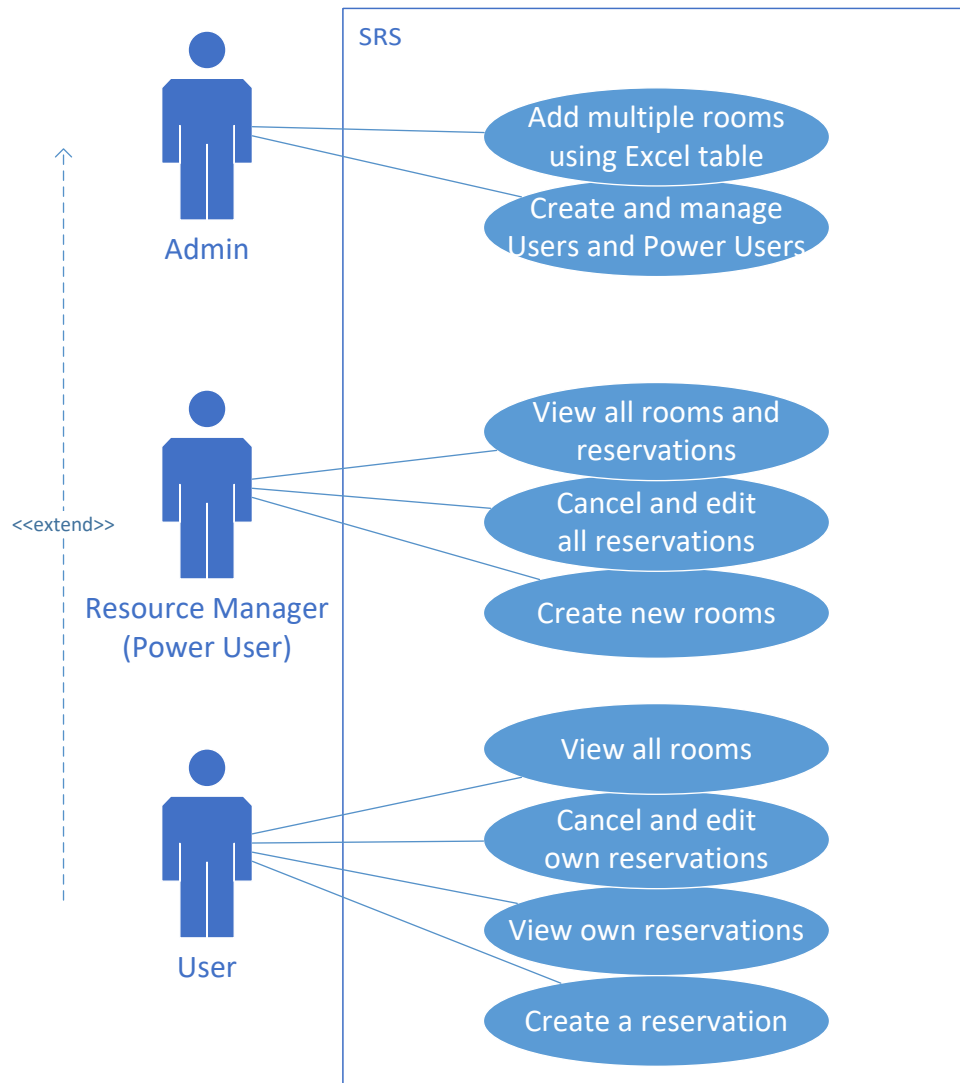 SRS
Add multiple rooms
using Excel table
Create and manage
Users and Power Users
Admin
View all rooms and
reservations
Cancel and edit
all reservations
Create new rooms
<<extend>>
Resource Manager
(Power User)
View all rooms
Cancel and edit
own reservations
View own reservations
Create a reservation
User